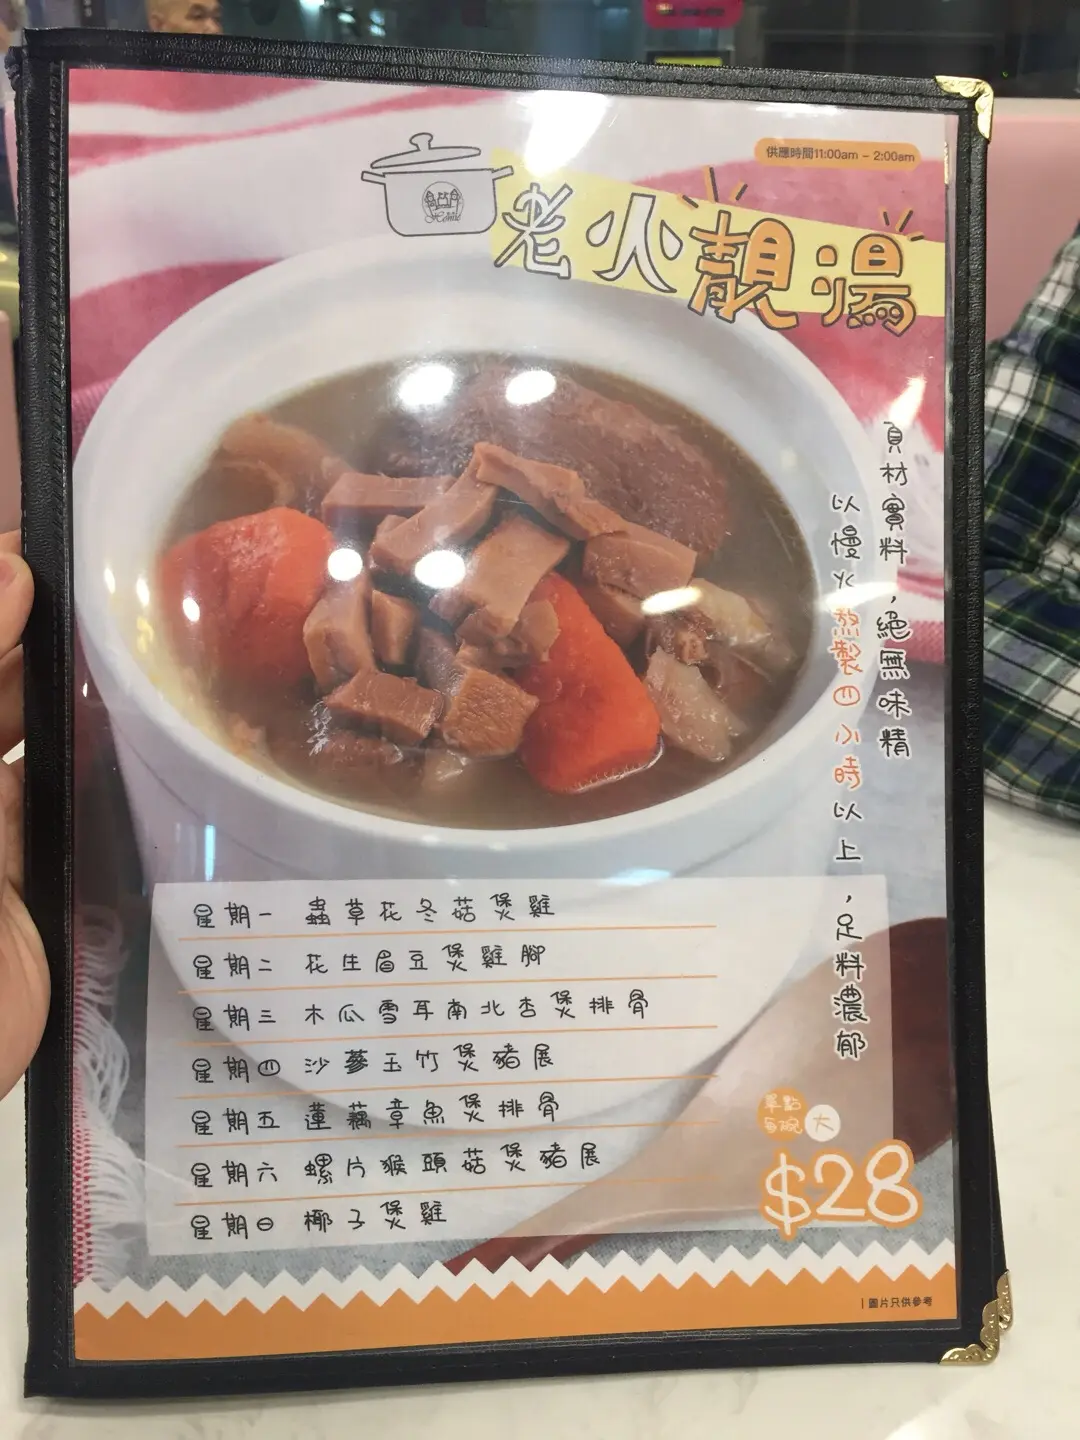 供應時間11:00am – 2:00am
Home
老火靚湯
真材實料，絕無味精
以慢火熬製四小時以上，足料濃郁
星期一 蟲草花冬菇煲雞
星期二 花生眉豆煲雞腳
星期三 木瓜雪耳南北杏煲排骨
星期四 沙蔘玉竹煲豬展
星期五 蓮藕章魚煲排骨
星期六 螺片猴頭菇煲豬展
星期日 椰子煲雞
單點
每碗 大
$28
圖片只供參考